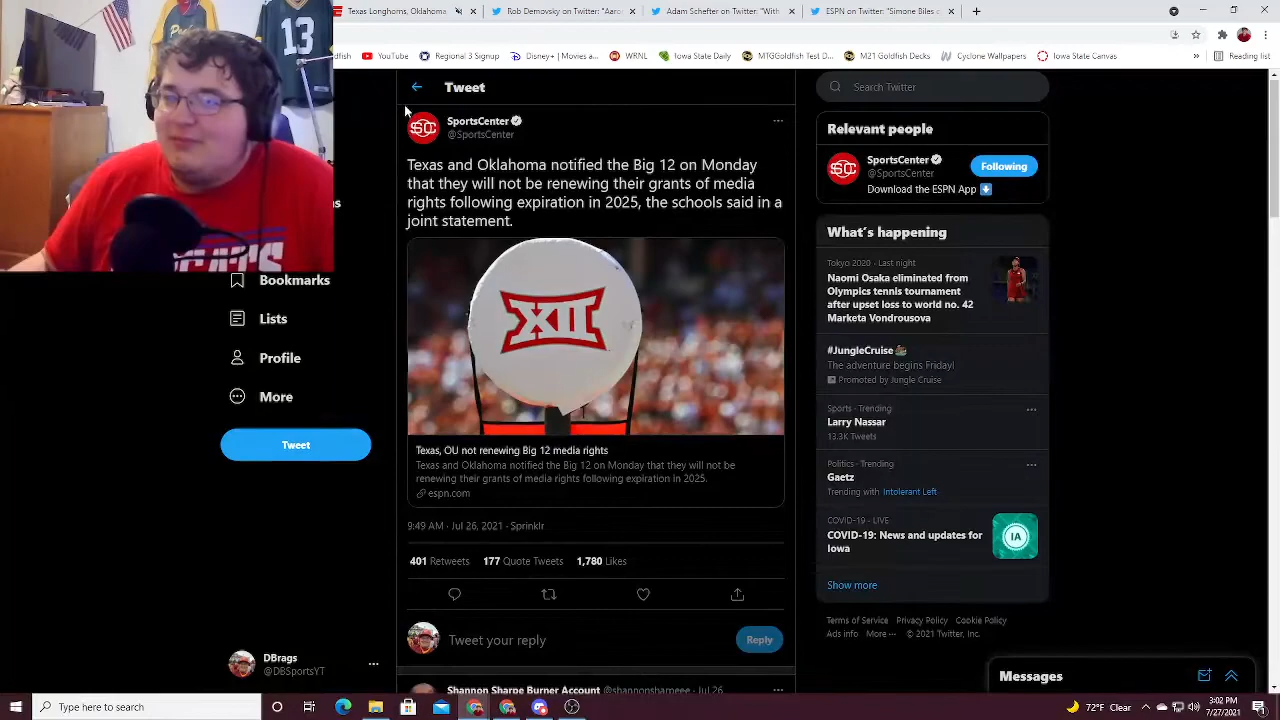 Texas Longhorns, Oklahoma
Rob Demovsky on Twitter: "Aaro
Adam Schefter on Twitter: "With
ESPN on Twitter: "Simone Biles c
13
dfish
YouTube
Regional 3 Signup
Disney+ | Movies a...
WRNL
Iowa State Daily
MTGGoldfish Test D...
M21 Goldfish Decks
Cyclone Wallpapers
Iowa State Canvas
»
Reading list
Tweet
SportsCenter
@SportsCenter
Texas and Oklahoma notified the Big 12 on Monday
that they will not be renewing their grants of media
rights following expiration in 2025, the schools said in a
joint statement.
XII
Texas, OU not renewing Big 12 media rights
Texas and Oklahoma notified the Big 12 on Monday that they will not be
renewing their grants of media rights following expiration in 2025.
espn.com
9:49 AM · Jul 26, 2021 · Sprinklr
401 Retweets 177 Quote Tweets 1,780 Likes
Tweet your reply
Reply
Shannon Sharpe Burner Account @shannonsharpeee · Jul 26
Bookmarks
Lists
Profile
More
Tweet
DBrags
@DBSportsYT
Search Twitter
Relevant people
SportsCenter
@SportsCenter
Following
Download the ESPN App
What's happening
Tokyo 2020 · Last night
Naomi Osaka eliminated from
Olympics tennis tournament
after upset loss to world no. 42
Marketa Vondrousova
#JungleCruise
The adventure begins Friday!
Promoted by Jungle Cruise
Sports · Trending
Larry Nassar
13.3K Tweets
Politics · Trending
Gaetz
Trending with Intolerant Left
COVID-19 · LIVE
COVID-19: News and updates for
Iowa
IA
Show more
Terms of Service Privacy Policy Cookie Policy
Ads info More ··· © 2021 Twitter, Inc.
Messages
Type here to search
72°F Clear
3:02 PM
7/27/2021